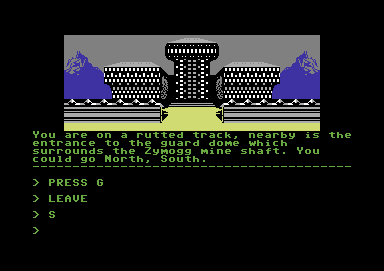 You are on a rutted track, nearby is the
entrance to the guard dome which
surrounds the Zymogg mine shaft. You
could go North, South.
----------------------------------------
> PRESS G
> LEAVE
> S
>